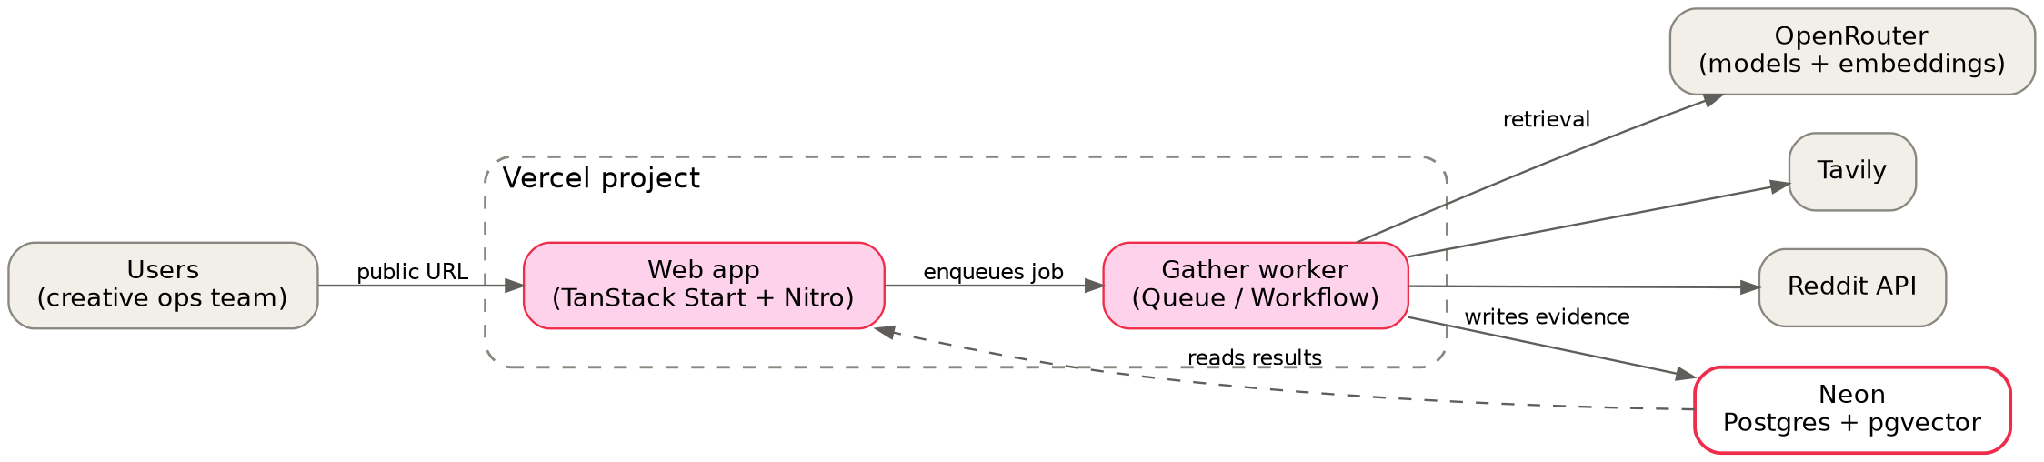 OpenRouter
(models + embeddings)
retrieval
Tavily
Vercel project
Users
(creative ops team)
public URL
Web app
(TanStack Start + Nitro)
enqueues job
Gather worker
(Queue / Workflow)
Reddit API
writes evidence
reads results
Neon
Postgres + pgvector